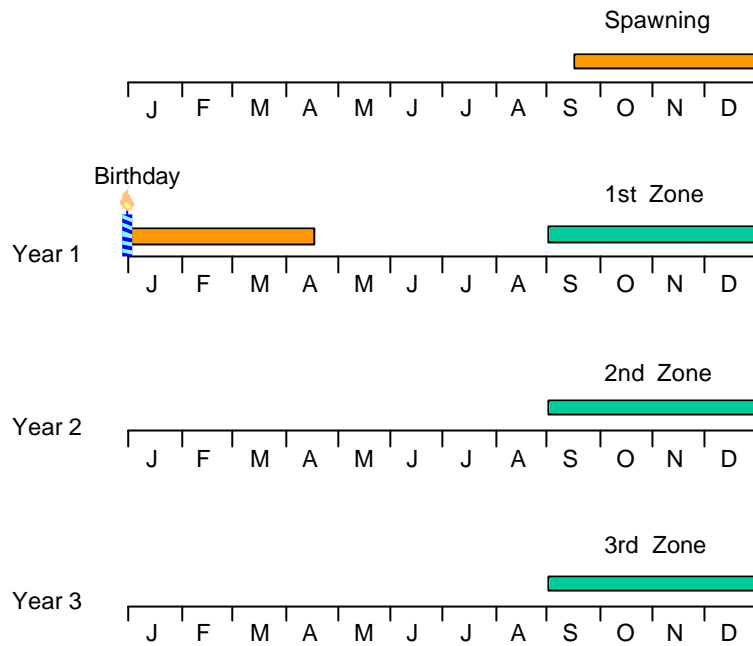 Spawning
J F M A M J J A S O N D
Birthday
1st Zone
Year 1
J F M A M J J A S O N D
2nd Zone
Year 2
J F M A M J J A S O N D
3rd Zone
Year 3
J F M A M J J A S O N D